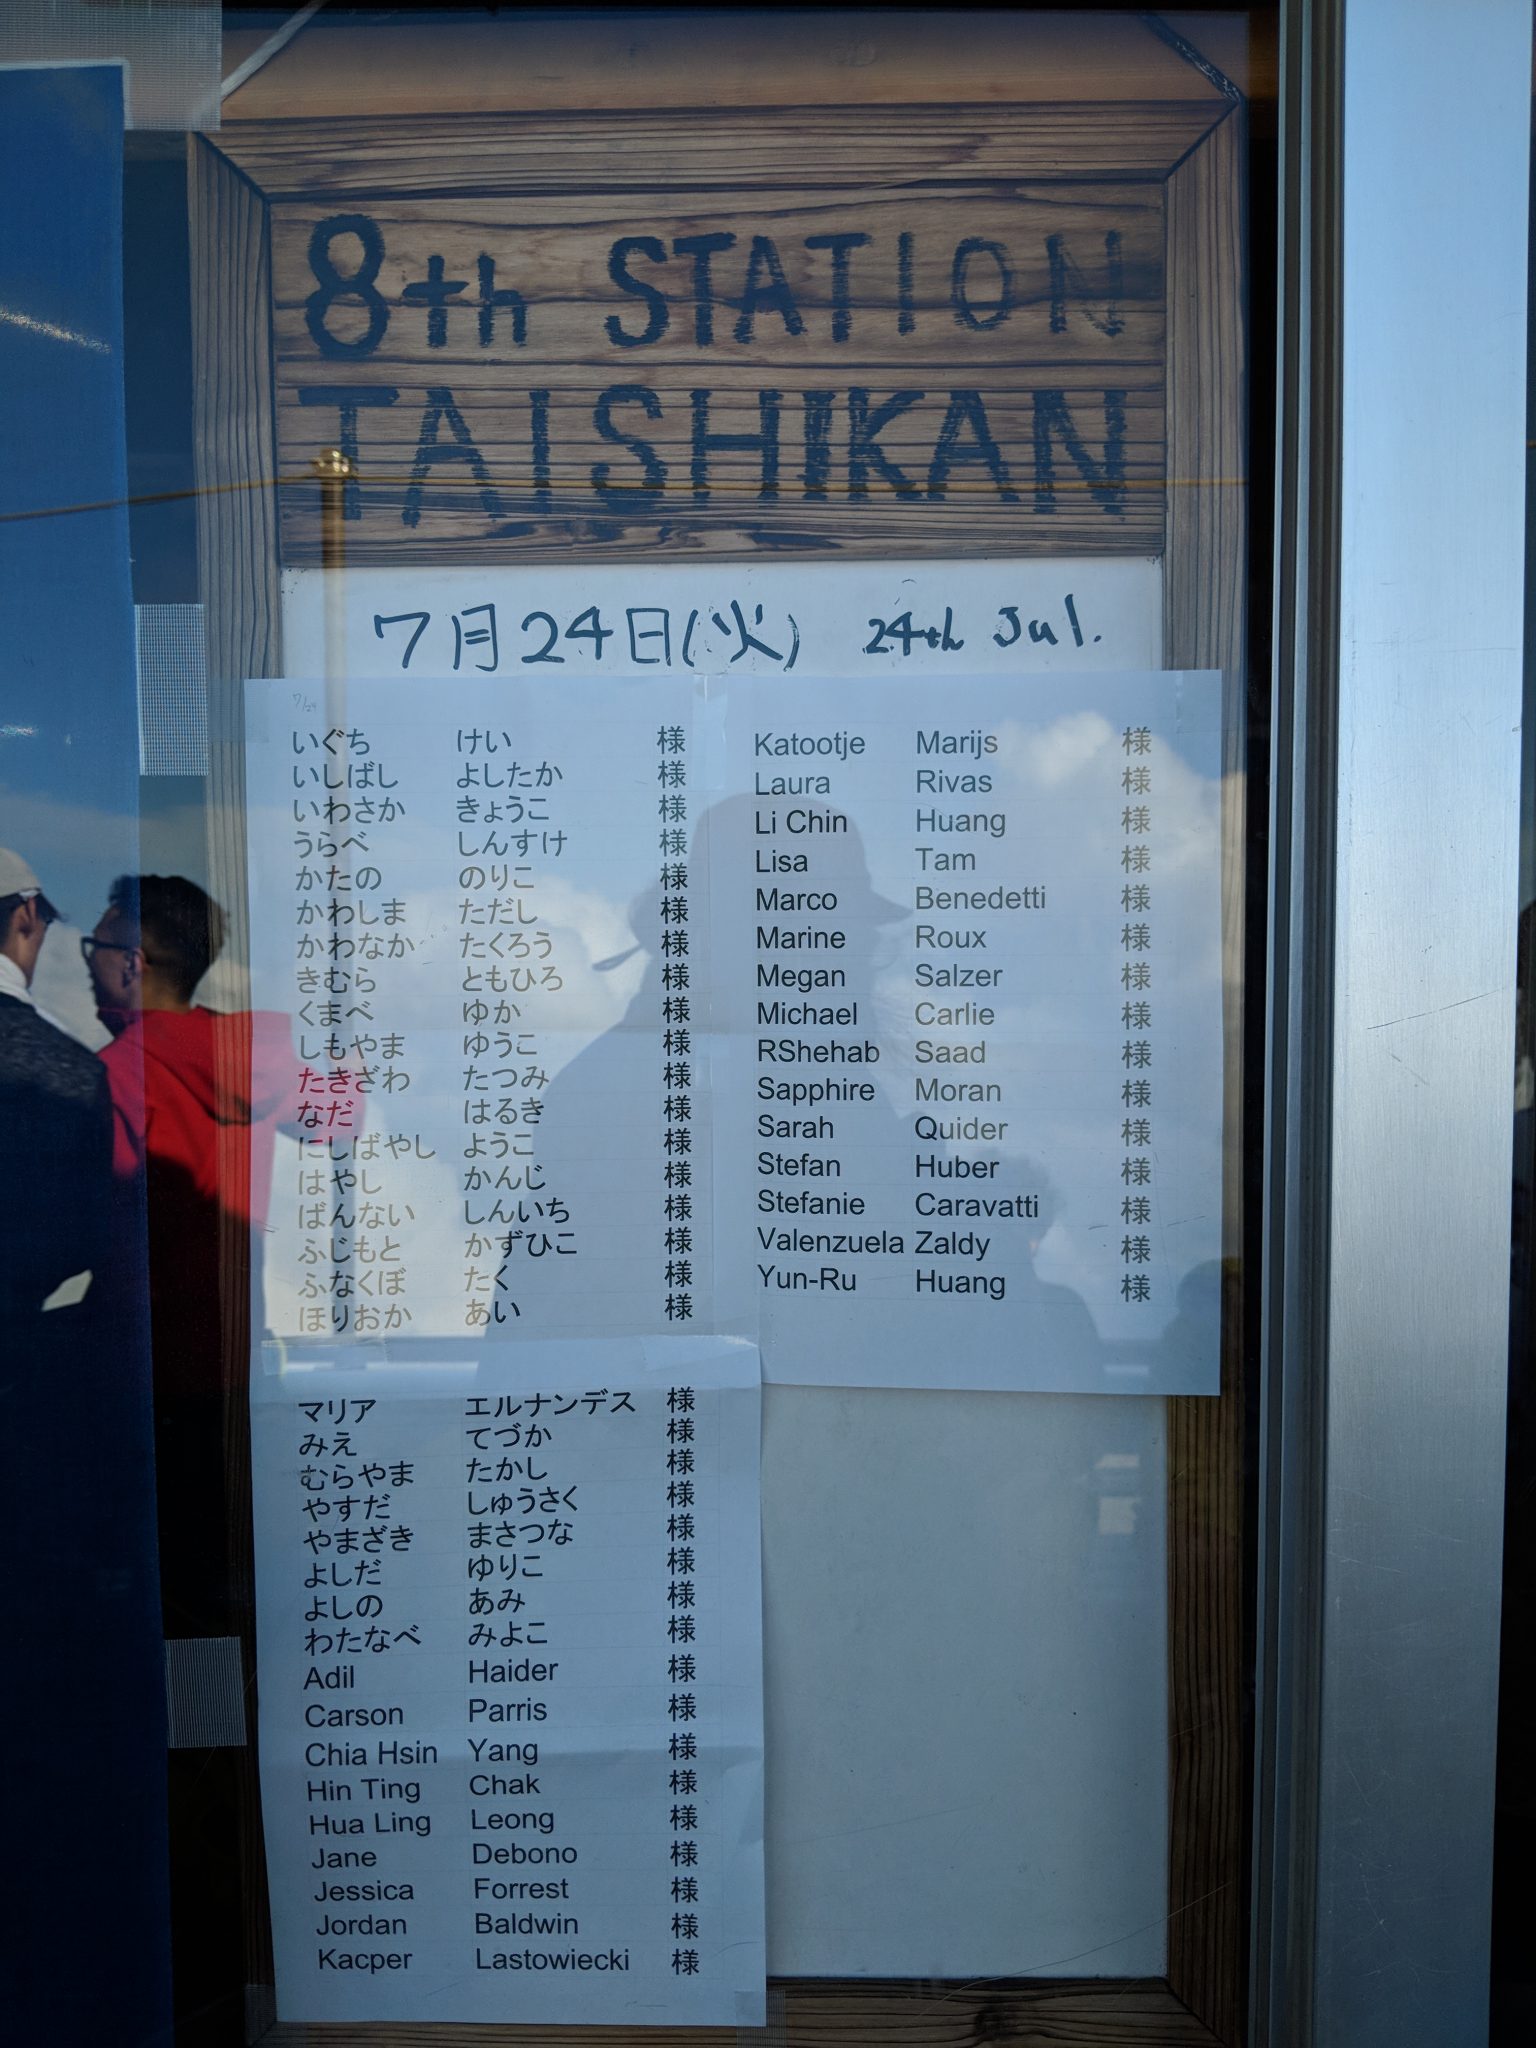 8th STATION
TAISHIKAN
7月24日(火) 24th Jul.
7/24
いぐち けい 様
いしばし よしたか 様
いわさか きょうこ 様
うらべ しんすけ 様
かたの のりこ 様
かわしま ただし 様
かわなか たくろう 様
きむら ともひろ 様
くまべ ゆか 様
しもやま ゆうこ 様
たきざわ たつみ 様
なだ はるき 様
にしばやし ようこ 様
はやし かんじ 様
ばんない しんいち 様
ふじもと かずひこ 様
ふなくぼ たく 様
ほりおか あい 様
マリア エルナンデス 様
みえ てづか 様
むらやま たかし 様
やすだ しゅうさく 様
やまざき まさつな 様
よしだ ゆりこ 様
よしの あみ 様
わたなべ みよこ 様
Adil Haider 様
Carson Parris 様
Chia Hsin Yang 様
Hin Ting Chak 様
Hua Ling Leong 様
Jane Debono 様
Jessica Forrest 様
Jordan Baldwin 様
Kacper Lastowiecki 様
Katootje Marijs 様
Laura Rivas 様
Li Chin Huang 様
Lisa Tam 様
Marco Benedetti 様
Marine Roux 様
Megan Salzer 様
Michael Carlie 様
RShehab Saad 様
Sapphire Moran 様
Sarah Quider 様
Stefan Huber 様
Stefanie Caravatti 様
Valenzuela Zaldy 様
Yun-Ru Huang 様